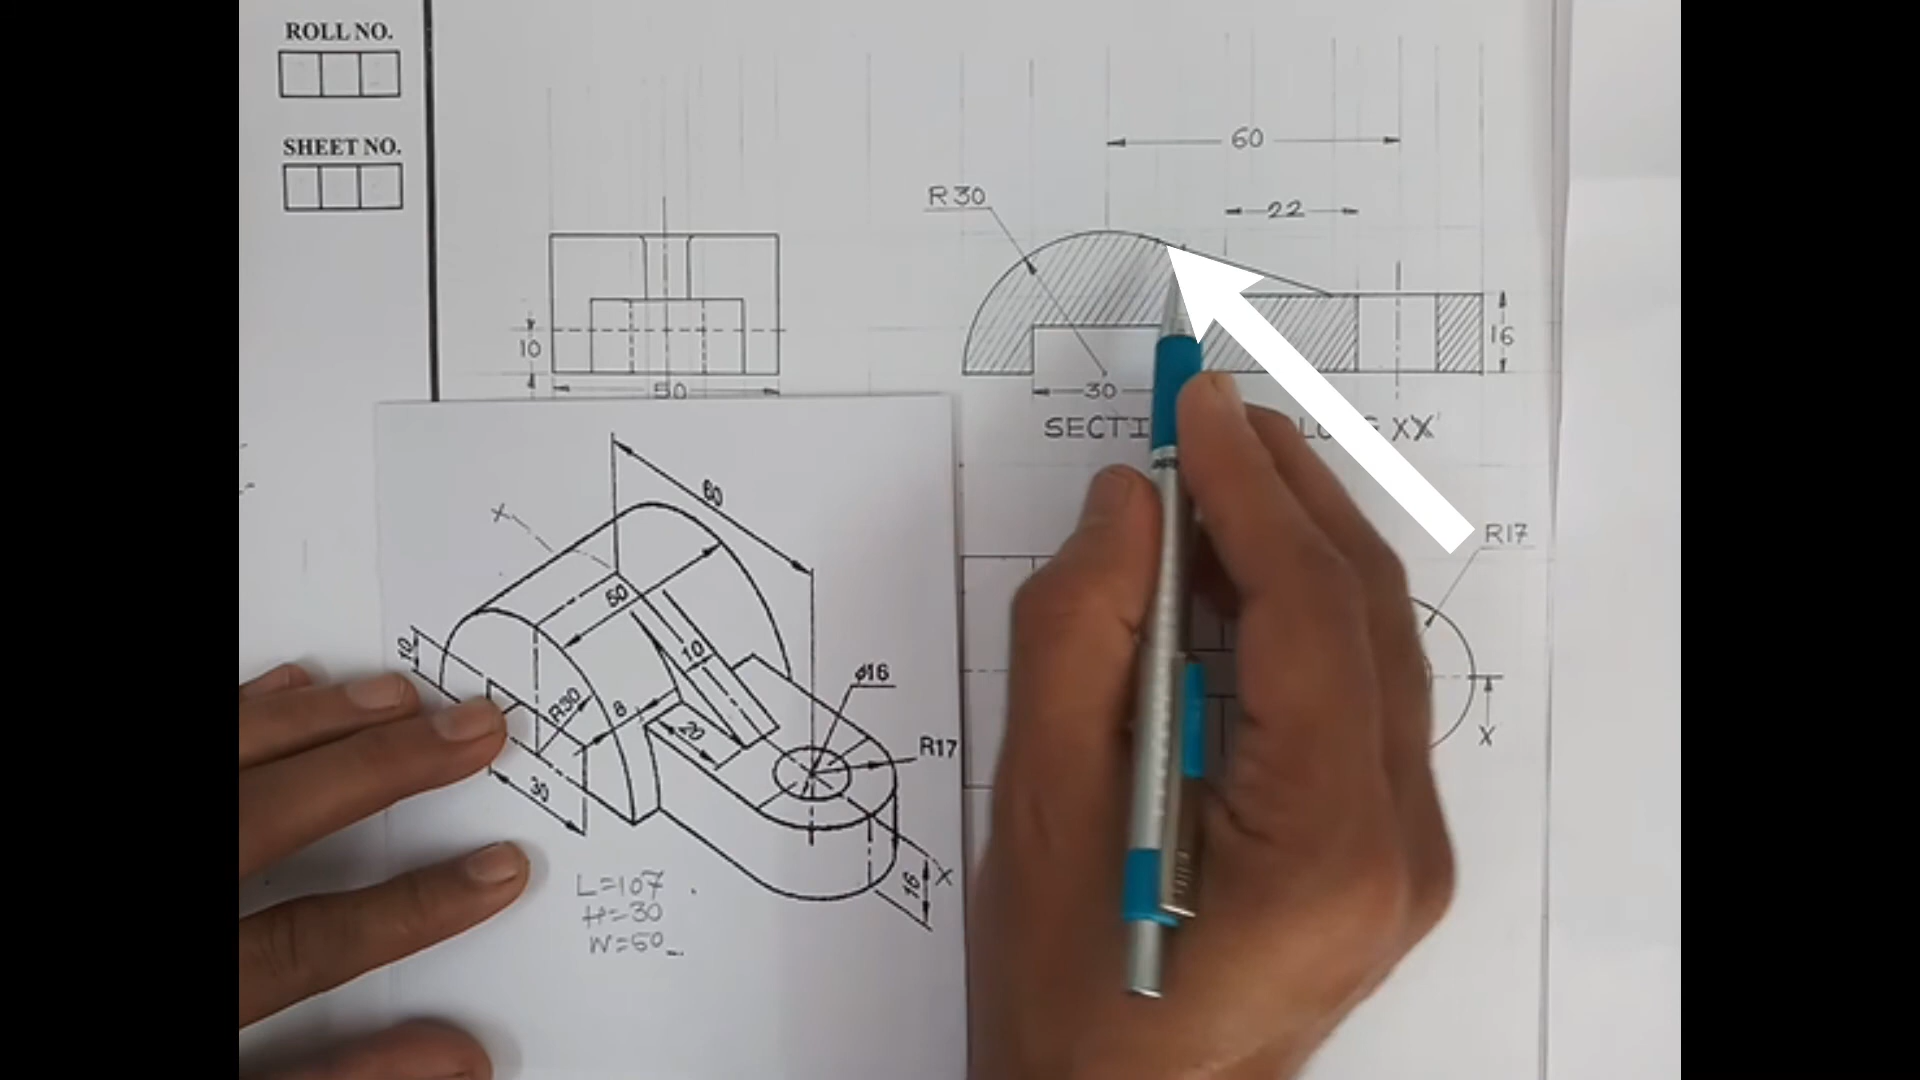 ROLL NO.
SHEET NO.
60
R30
22
10
50
16
30
SECTI
XX
R17
X
X
60
50
10
10
ø16
R30
8
20
R17
30
16
X
L=107
H=30
W=50